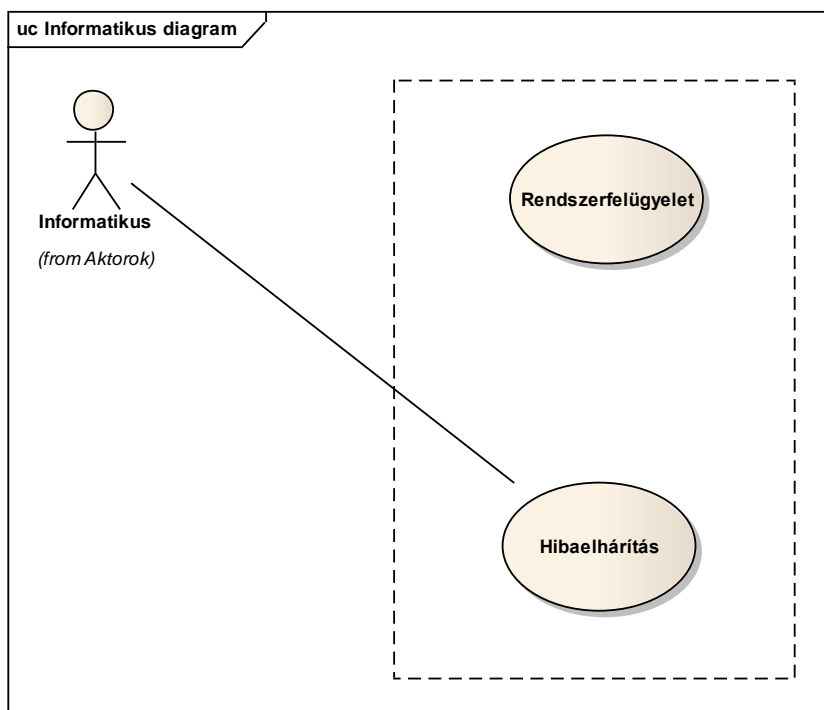 uc Informatikus diagram
Informatikus
(from Aktorok)
Rendszerfelügyelet
Hibaelhárítás